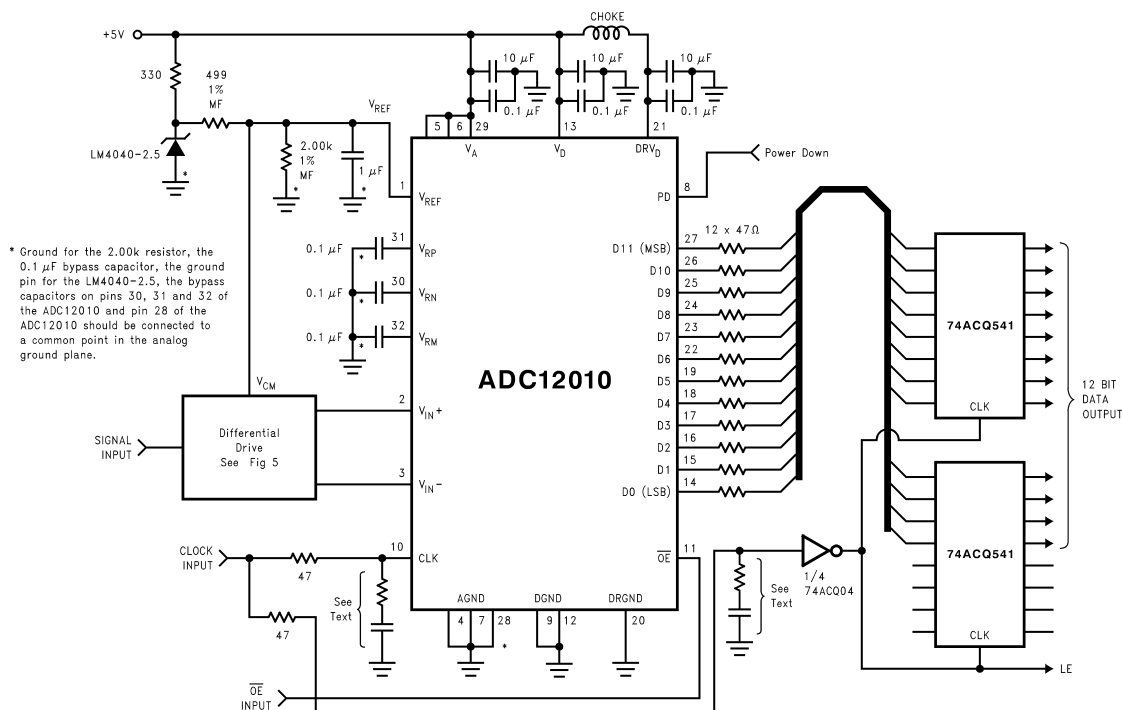 CHOKE
+5V
10 µF
10 µF
10 µF
330
499
1%
MF
0.1 µF
0.1 µF
0.1 µF
VREF
5
6
29
13
21
VA
VD
DRVD
LM4040-2.5
*
2.00k
1%
MF
*
1 µF
*
1
VREF
PD
8
Power Down
* Ground for the 2.00k resistor, the
0.1 µF bypass capacitor, the ground
pin for the LM4040-2.5, the bypass
capacitors on pins 30, 31 and 32 of
the ADC12010 and pin 28 of the
ADC12010 should be connected to
a common point in the analog
ground plane.
0.1 µF
*
31
VRP
0.1 µF
*
30
VRN
0.1 µF
*
32
VRM
ADC12010
12 x 47Ω
D11 (MSB)
27
D10
26
D9
25
D8
24
D7
23
D6
22
D5
19
D4
18
D3
17
D2
16
D1
15
D0 (LSB)
14
74ACQ541
CLK
12 BIT
DATA
OUTPUT
74ACQ541
CLK
VCM
SIGNAL
INPUT
Differential
Drive
See Fig 5
2
VIN+
3
VIN-
CLOCK
INPUT
47
10
CLK
OE
11
47
See
Text
AGND
DGND
DRGND
4
7
28
*
9
12
20
See
Text
1/4
74ACQ04
LE
OE
INPUT